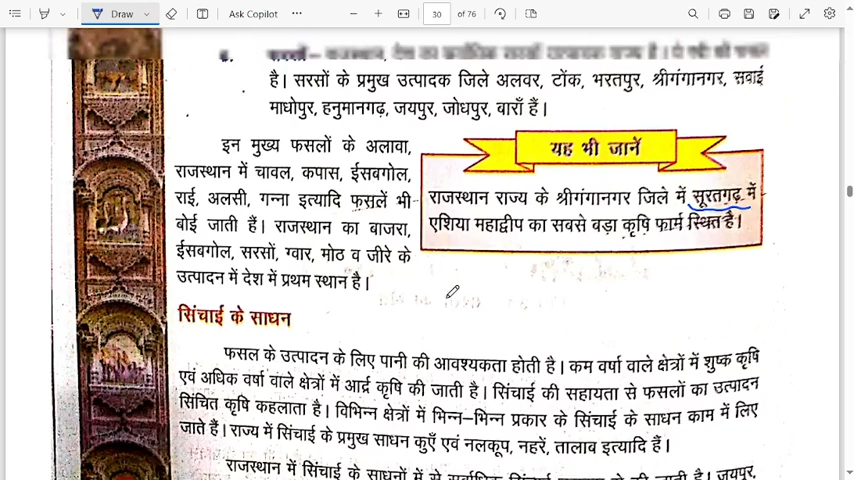 Draw
30
of 76
Ask Copilot
है। सरसों के प्रमुख उत्पादक जिले अलवर, टोंक, भरतपुर, श्रीगंगानगर, सवाई
माधोपुर, हनुमानगढ़, जयपुर, जोधपुर, बाराँ हैं।
इन मुख्य फसलों के अलावा,
राजस्थान में चावल, कपास, ईसबगोल,
राई, अलसी, गन्ना इत्यादि फसलें भी
बोई जाती हैं। राजस्थान का बाजरा,
ईसबगोल, सरसों, ग्वार, मोठ व जीरे के
उत्पादन में देश में प्रथम स्थान है।
यह भी जानें
राजस्थान राज्य के श्रीगंगानगर जिले में सूरतगढ़ में
एशिया महाद्वीप का सबसे बड़ा कृषि फार्म स्थित है।
सिंचाई के साधन
फसल के उत्पादन के लिए पानी की आवश्यकता होती है। कम वर्षा वाले क्षेत्रों में शुष्क कृषि
एवं अधिक वर्षा वाले क्षेत्रों में आर्द्र कृषि की जाती है। सिंचाई की सहायता से फसलों का उत्पादन
सिंचित कृषि कहलाता है। विभिन्न क्षेत्रों में भिन्न–भिन्न प्रकार के सिंचाई के साधन काम में लिए
जाते हैं। राज्य में सिंचाई के प्रमुख साधन कुएँ एवं नलकूप, नहरें, तालाब इत्यादि हैं।
राजस्थान में सिंचाई के साधनों में से सर्वाधिक